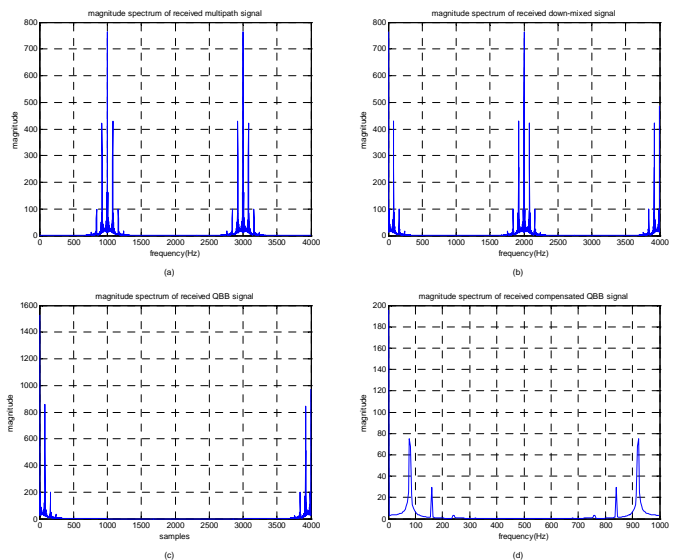 magnitude spectrum of received multipath signal
800
700
600
500
400
300
200
100
0
magnitude
0 500 1000 1500 2000 2500 3000 3500 4000
frequency(Hz)
(a)
magnitude spectrum of received down-mixed signal
800
700
600
500
400
300
200
100
0
magnitude
0 500 1000 1500 2000 2500 3000 3500 4000
frequency(Hz)
(b)
magnitude spectrum of received QBB signal
1600
1400
1200
1000
800
600
400
200
0
magnitude
0 500 1000 1500 2000 2500 3000 3500 4000
samples
(c)
magnitude spectrum of received compensated QBB signal
200
180
160
140
120
100
80
60
40
20
0
magnitude
0 100 200 300 400 500 600 700 800 900 1000
frequency(Hz)
(d)